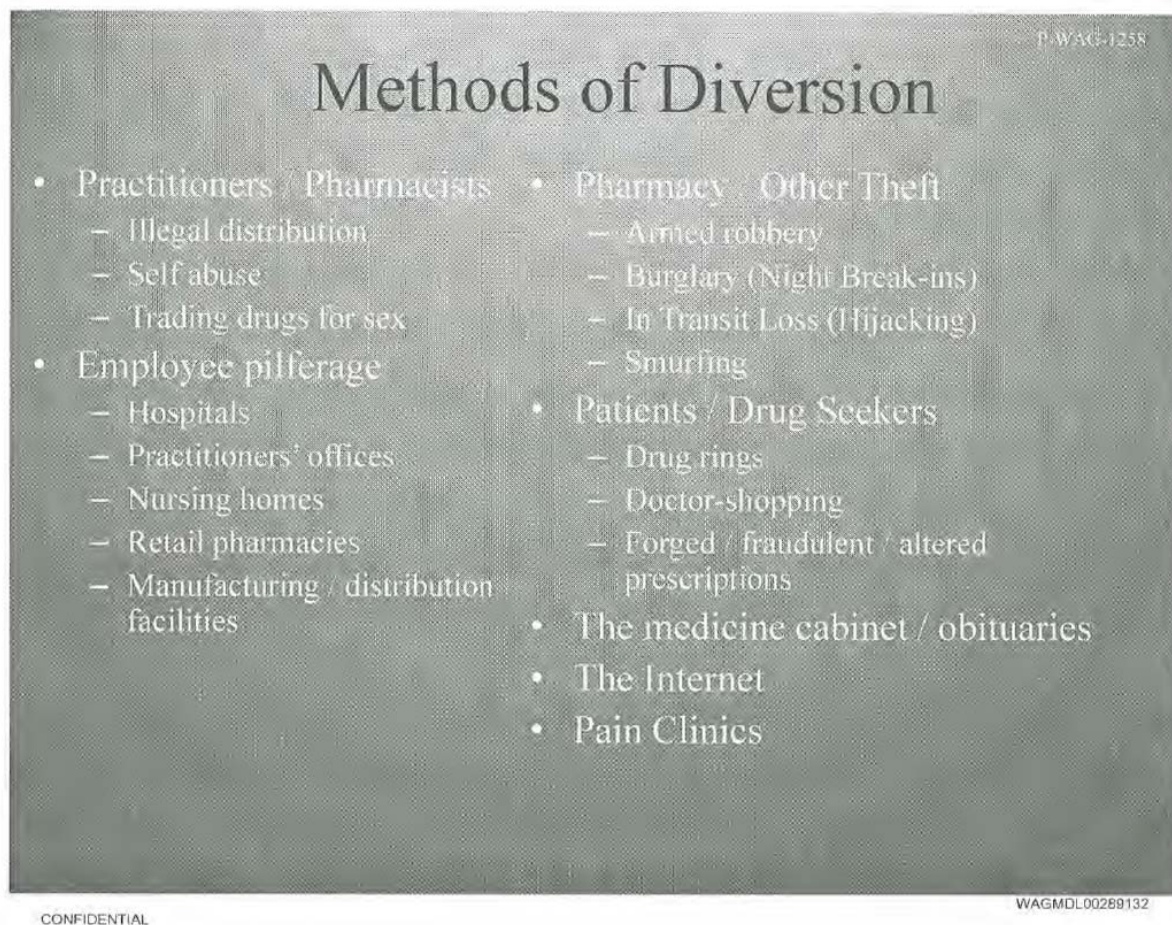 P-WAG-1258
Methods of Diversion
• Practitioners / Pharmacists
– Illegal distribution
– Self abuse
– Trading drugs for sex
• Employee pilferage
– Hospitals
– Practitioners' offices
– Nursing homes
– Retail pharmacies
– Manufacturing / distribution
facilities
• Pharmacy / Other Theft
– Armed robbery
– Burglary (Night Break-ins)
– In Transit Loss (Hijacking)
– Smurfing
• Patients / Drug Seekers
– Drug rings
– Doctor-shopping
– Forged / fraudulent / altered
prescriptions
• The medicine cabinet / obituaries
• The Internet
• Pain Clinics
CONFIDENTIAL
WAGMDL00289132